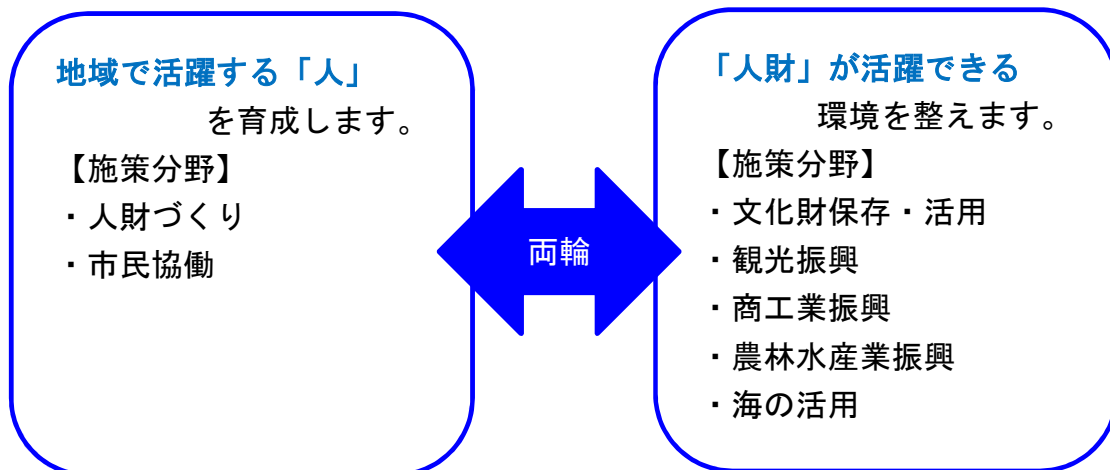 地域で活躍する「人」
を育成します。
【施策分野】
・人財づくり
・市民協働
両輪
「人財」が活躍できる
環境を整えます。
【施策分野】
・文化財保存・活用
・観光振興
・商工業振興
・農林水産業振興
・海の活用